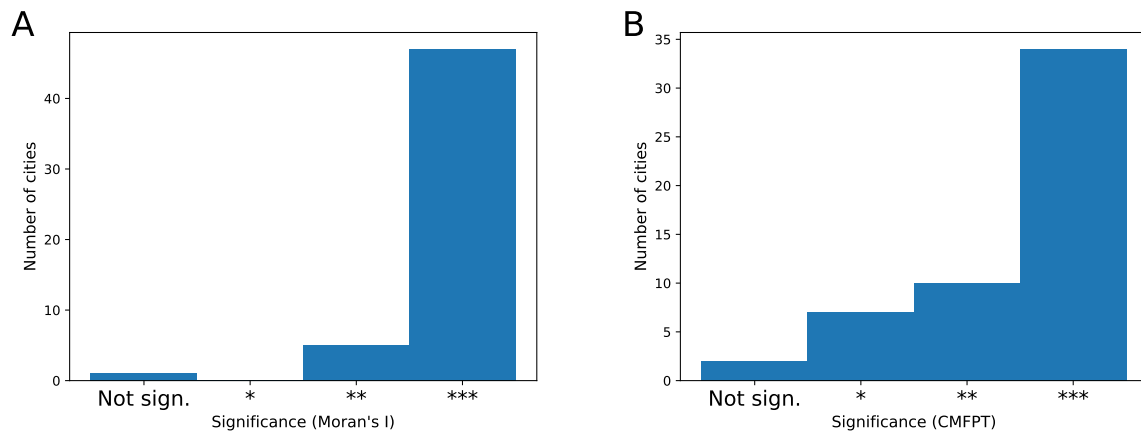 A
Number of cities
40
30
20
10
0
Not sign. * ** ***
Significance (Moran's I)
B
Number of cities
35
30
25
20
15
10
5
0
Not sign. * ** ***
Significance (CMFPT)